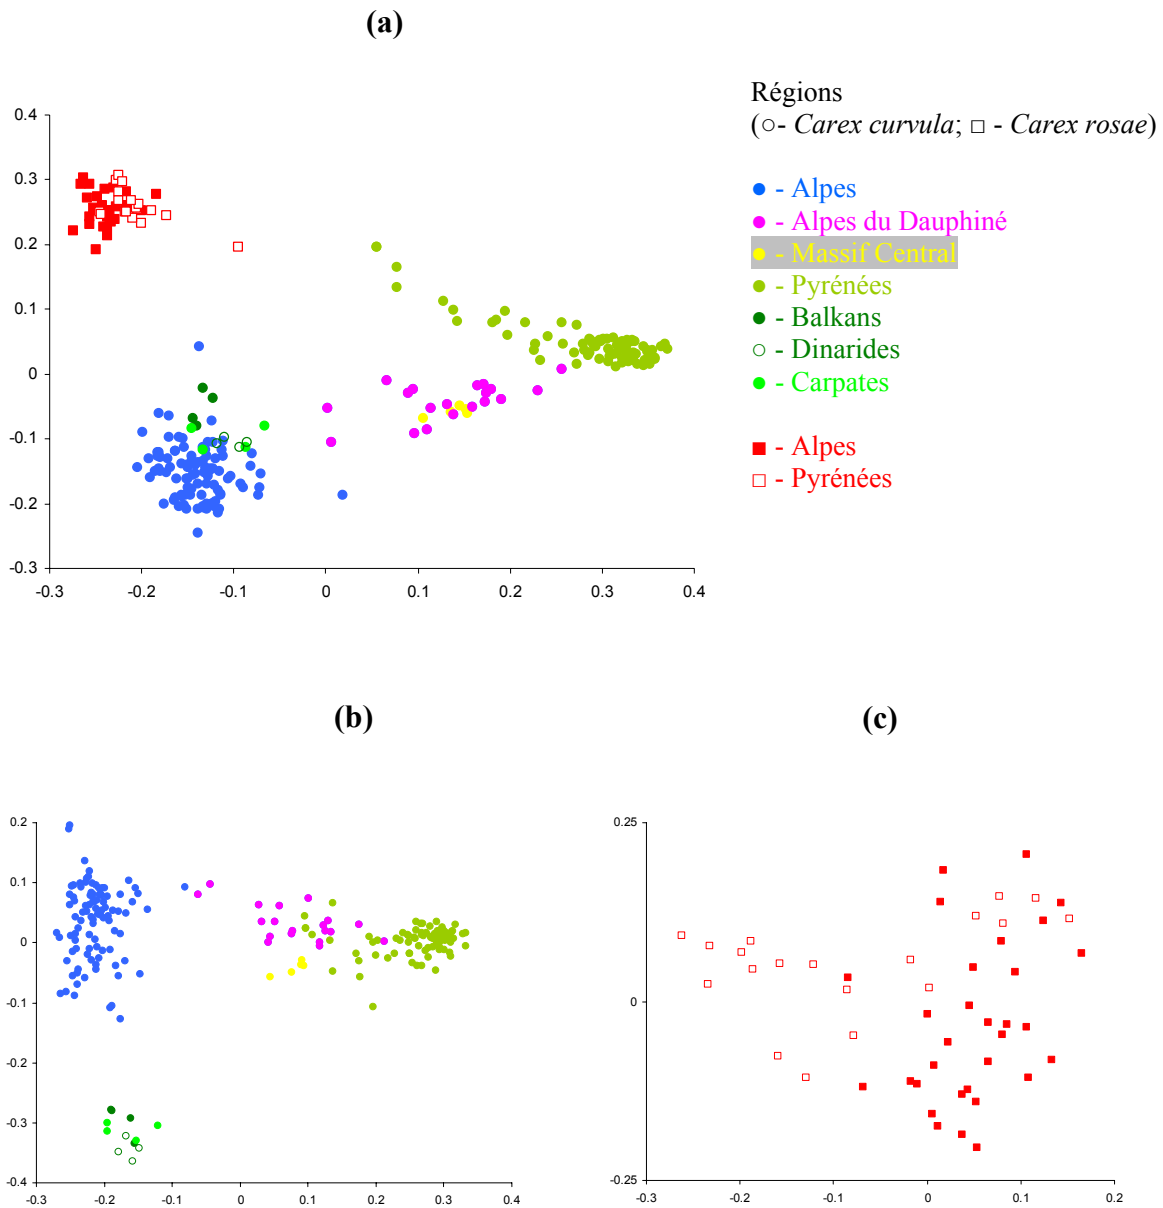 (a)
Régions
(○- Carex curvula; □ - Carex rosae)
● - Alpes
● - Alpes du Dauphiné
● - Massif Central
● - Pyrénées
● - Balkans
○ - Dinarides
● - Carpates
■ - Alpes
□ - Pyrénées
0.4
0.3
0.2
0.1
0
-0.1
-0.2
-0.3
-0.3 -0.2 -0.1 0 0.1 0.2 0.3 0.4
(b)
0.2
0.1
0
-0.1
-0.2
-0.3
-0.4
-0.3 -0.2 -0.1 0 0.1 0.2 0.3 0.4
(c)
0.25
0
-0.25
-0.3 -0.2 -0.1 0 0.1 0.2